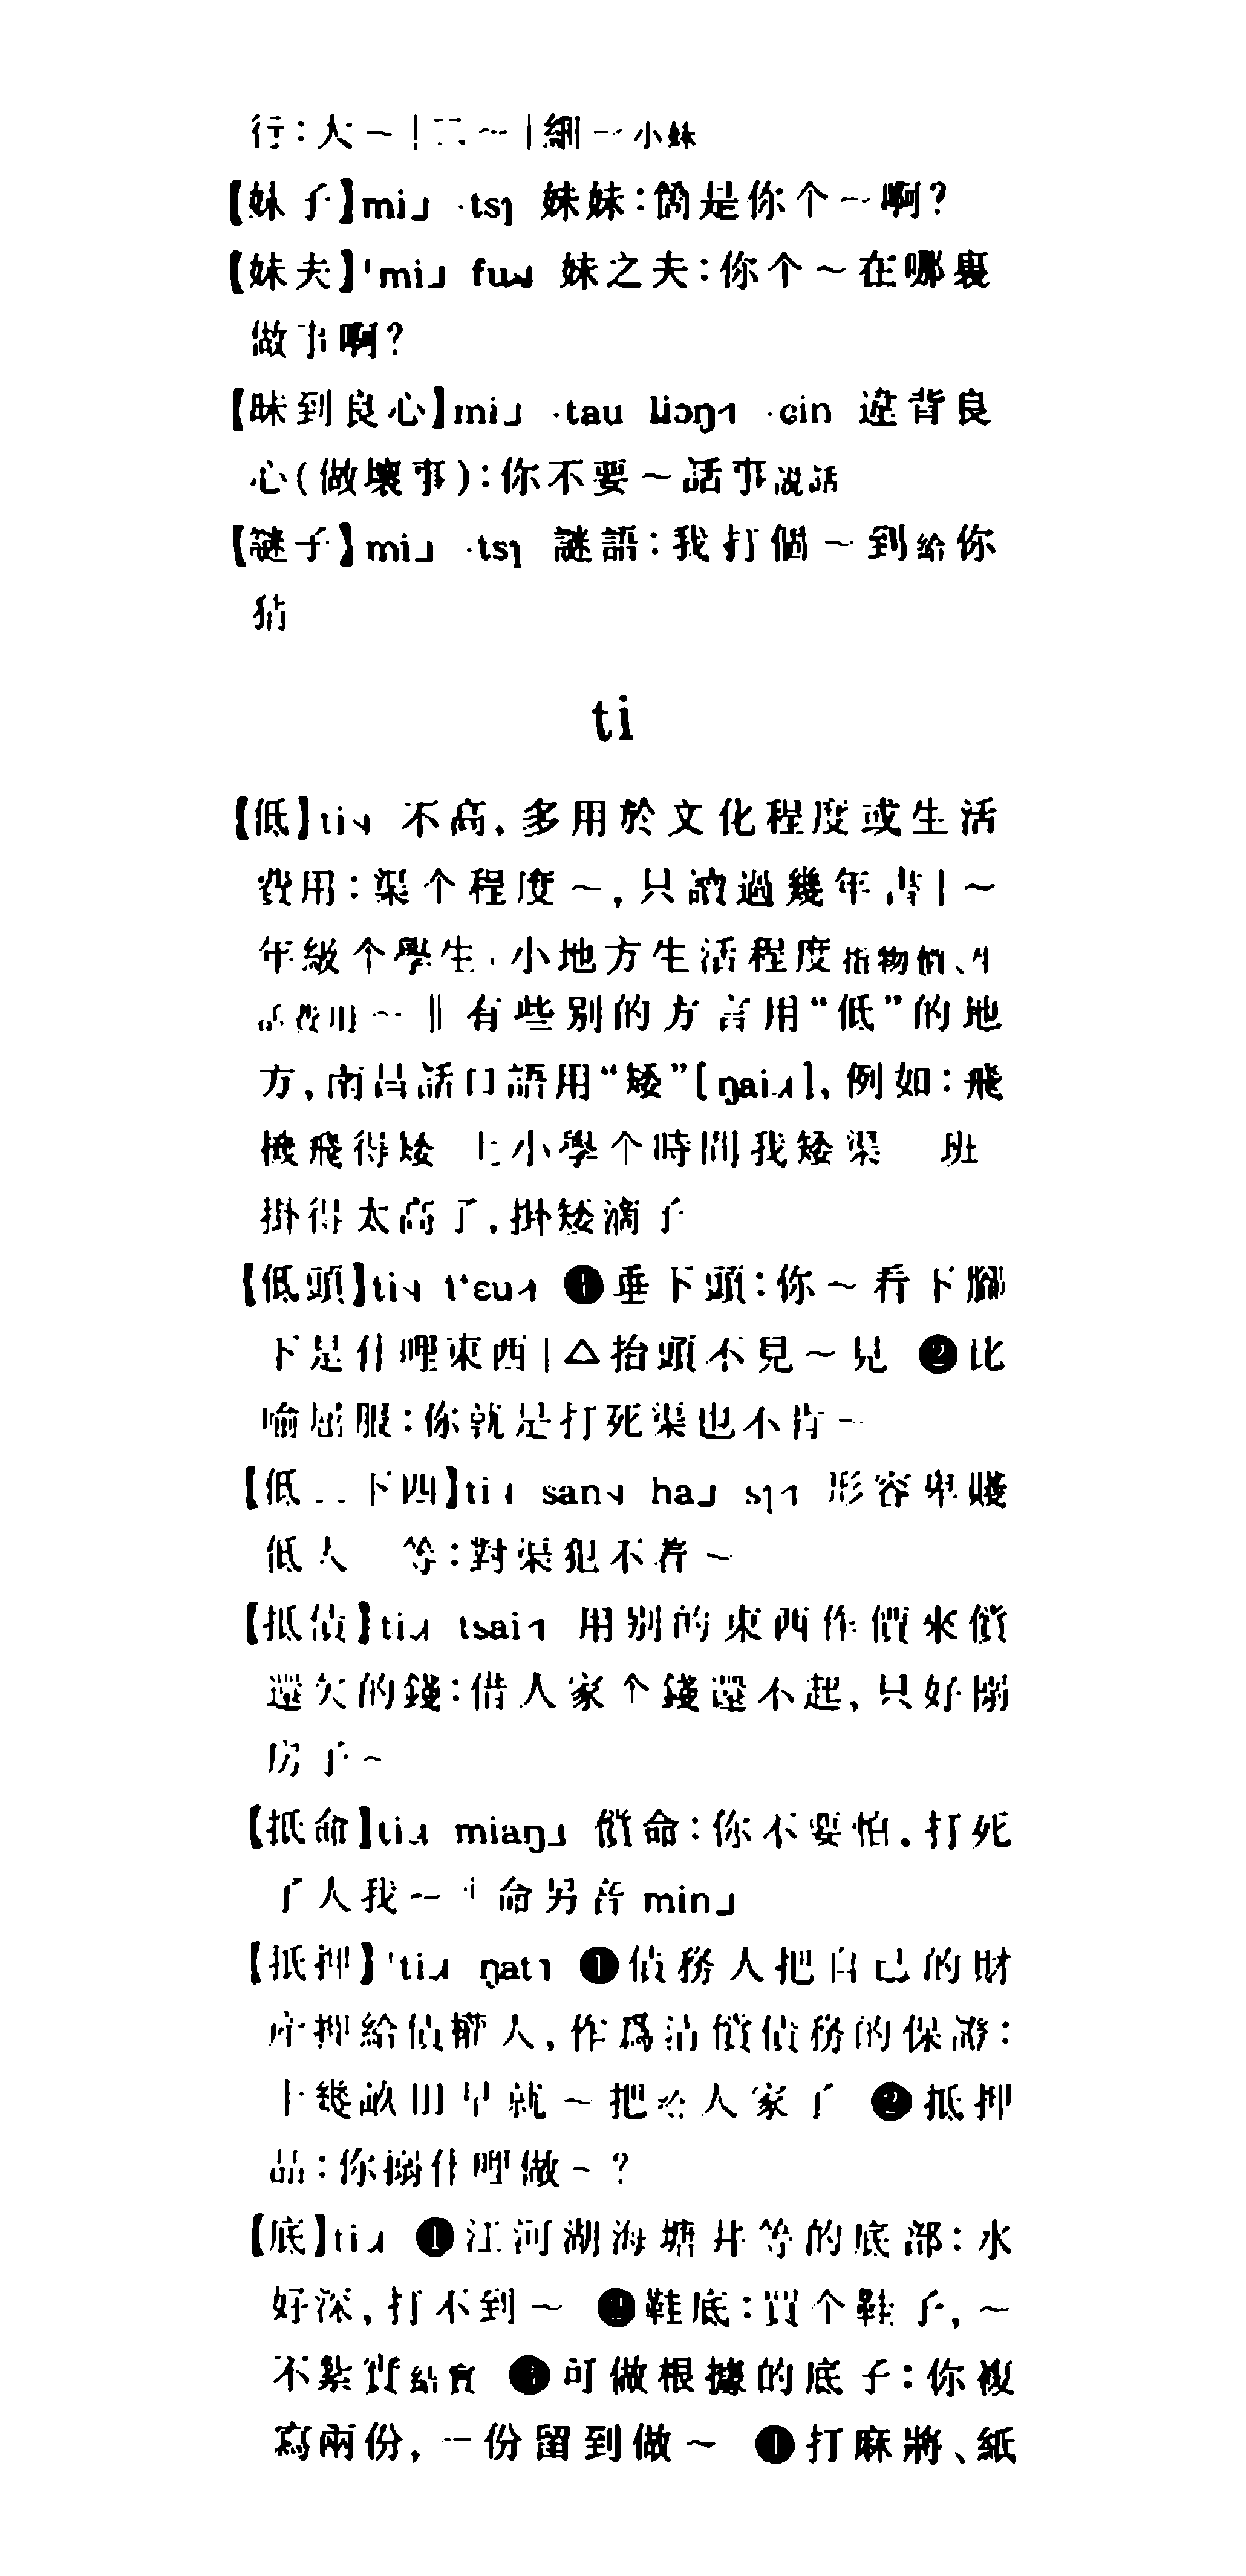 行：大～｜二～｜細～小妹
【妹子】mi˩ ·tsɿ 妹妹：箇是你个～啊？
【妹夫】ˈmi˩ fu˧˩ 妹之夫：你个～在哪裏
做事啊？
【昧到良心】mi˩ ·tau liɔŋ˧˥ ·ɕin 違背良
心（做壞事）：你不要～話事說話
【謎子】mi˩ ·tsɿ 謎語：我打個～到給你
猜
ti
【低】ti˧˩ 不高，多用於文化程度或生活
費用：渠个程度～，只讀過幾年書｜～
年級个學生｜小地方生活程度指物價、生
活費用～‖有些別的方言用“低”的地
方，南昌話口語用“矮”[ŋai˨˩˧]，例如：飛
機飛得矮 上小學个時間我矮渠 班
掛得太高了，掛矮滴子
【低頭】ti˧˩ tʻɛu˧˥ ❶垂下頭：你～看下腳
下是什哩東西｜△抬頭不見～見 ❷比
喻屈服：你就是打死渠也不肯～
【低三下四】ti˧˩ san˧˩ ha˩ sɿ˧˥ 形容卑賤
低人 等：對渠犯不着～
【抵債】ti˨˩˧ tsai˧˥ 用別的東西作價來償
還欠的錢：借人家个錢還不起，只好搦
房子～
【抵命】ti˨˩˧ miaŋ˩ 償命：你不要怕，打死
了人我～‖命另音 min˩
【抵押】ˈti˨˩˧ ŋat˥ ❶債務人把自己的財
產押給債權人，作爲清償債務的保證：
十幾畝田早就～把給人家了 ❷抵押
品：你搦什哩做～？
【底】ti˨˩˧ ❶江河湖海塘井等的底部：水
好深，打不到～ ❷鞋底：買个鞋子，～
不紮實結實 ❸可做根據的底子：你複
寫兩份，一份留到做～ ❹打麻將、紙